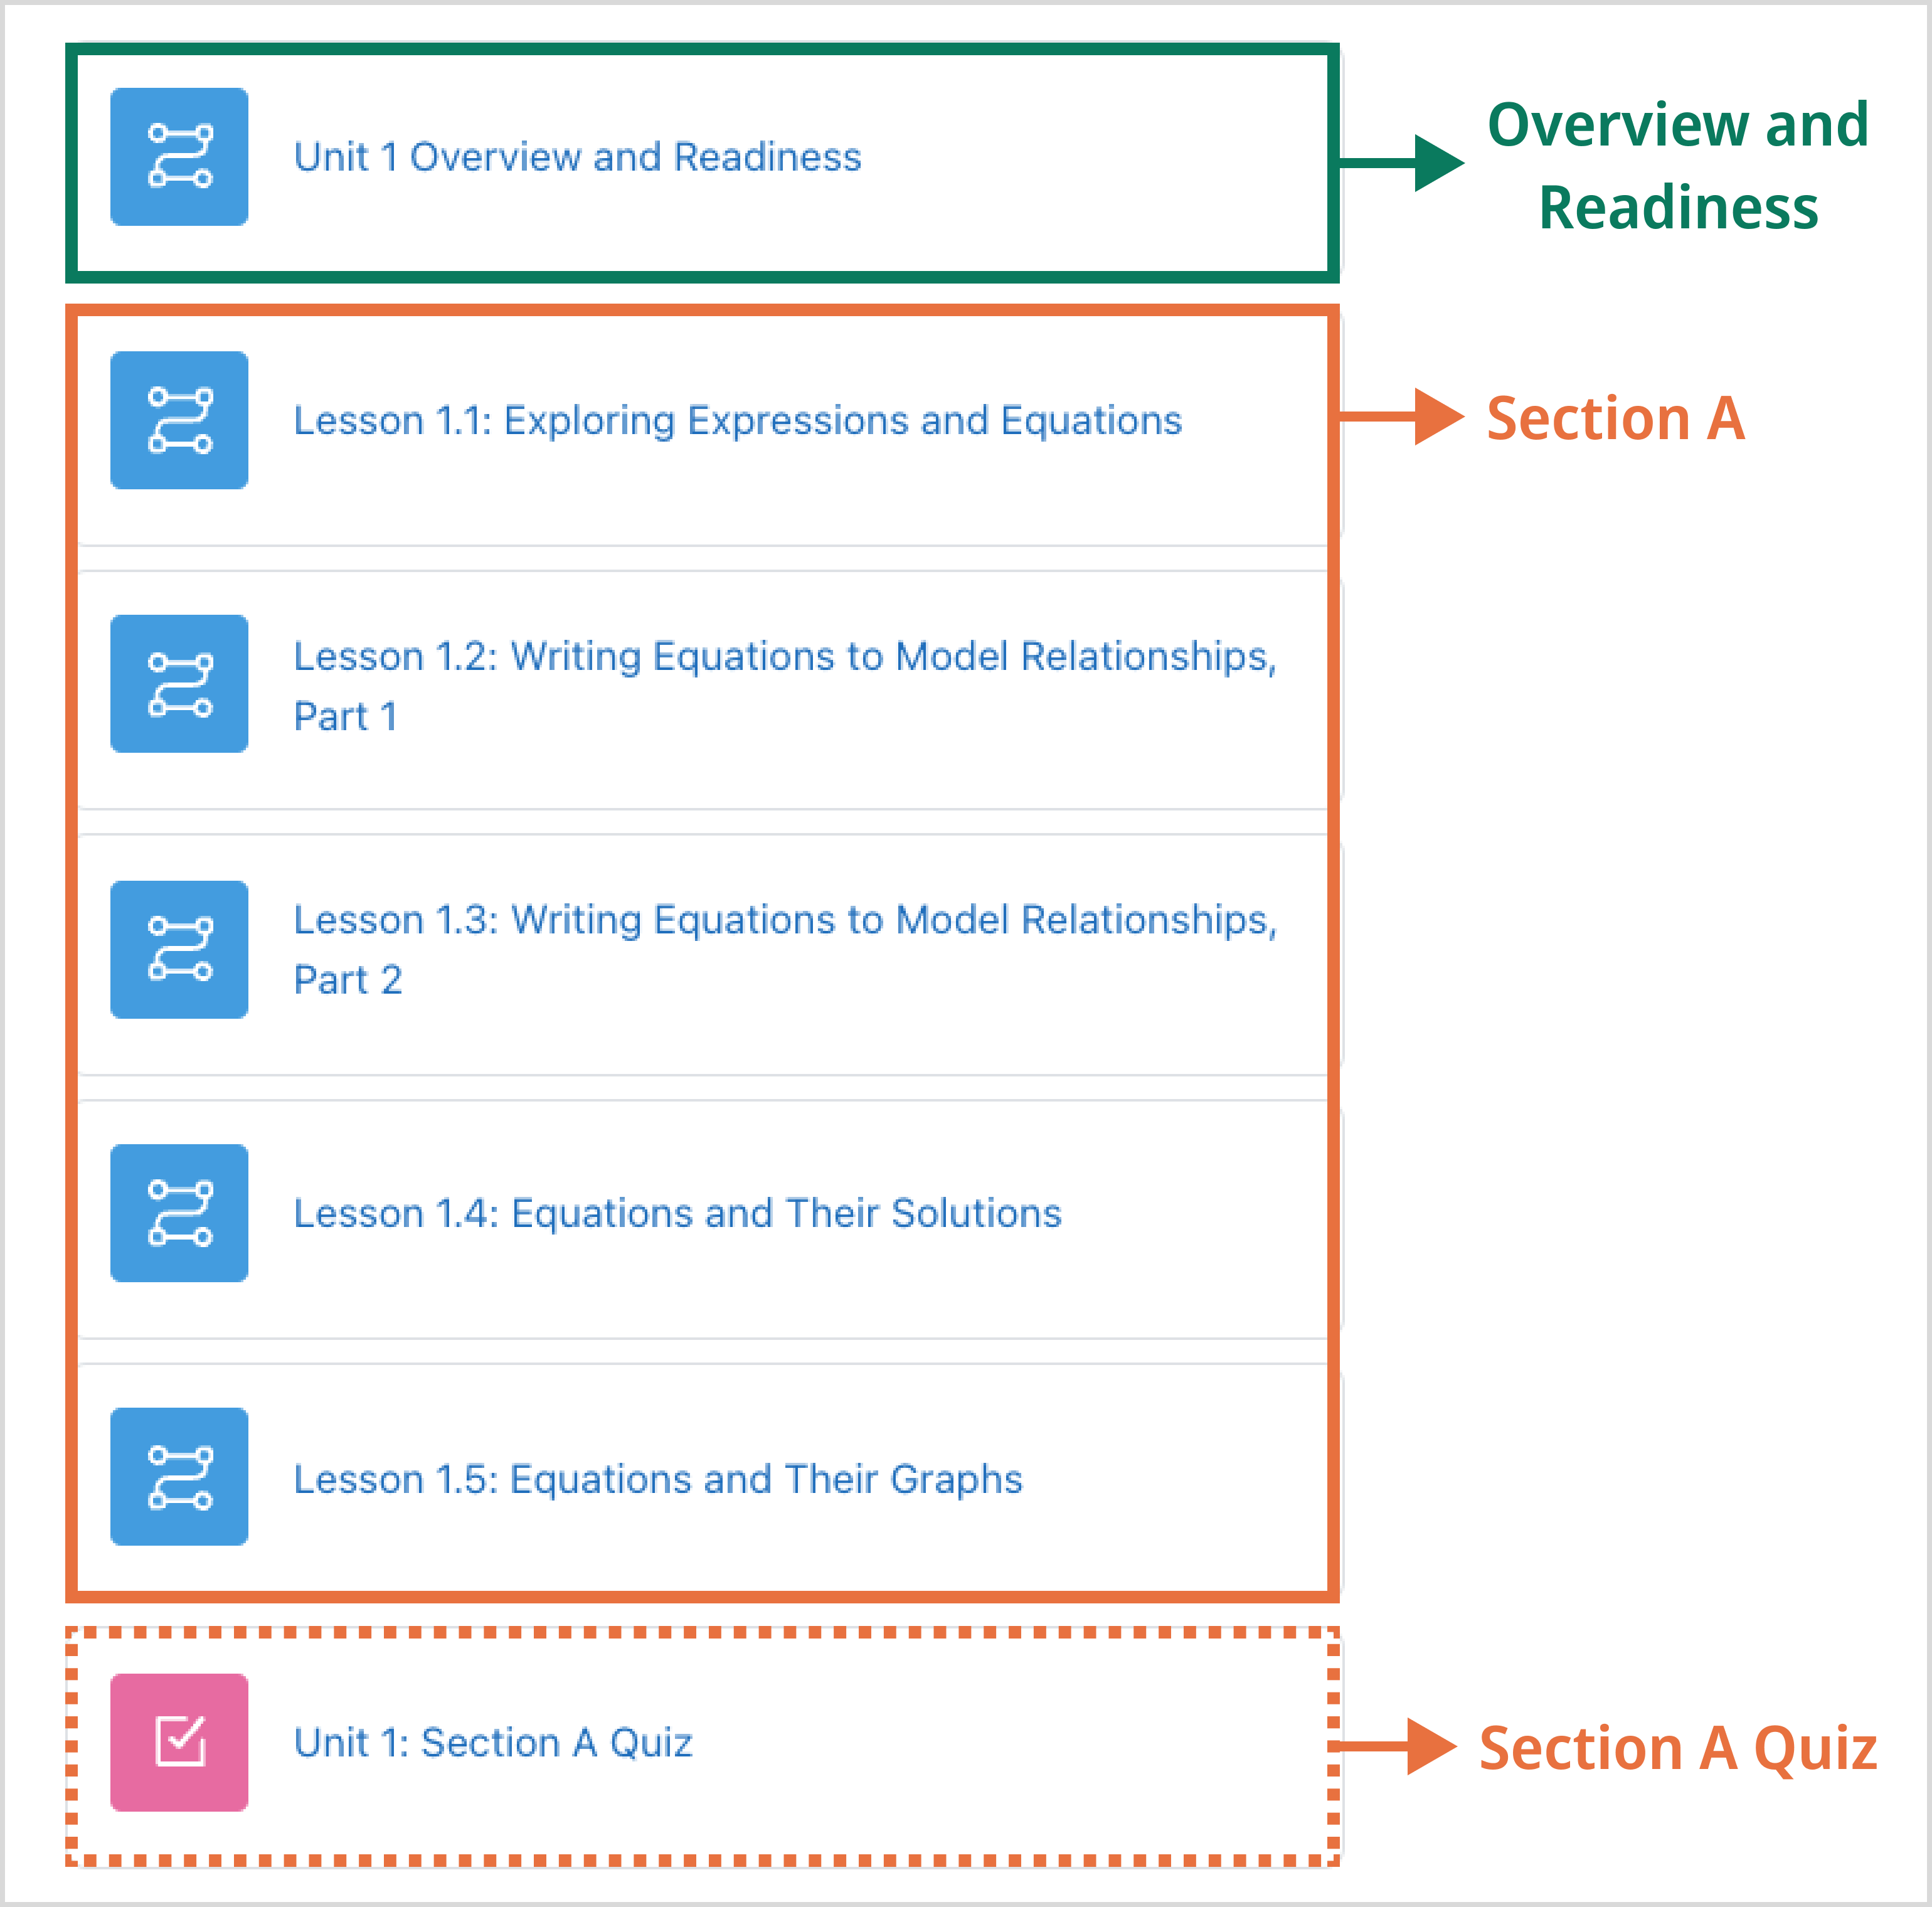 Unit 1 Overview and Readiness
Overview and
Readiness
Lesson 1.1: Exploring Expressions and Equations
Section A
Lesson 1.2: Writing Equations to Model Relationships,
Part 1
Lesson 1.3: Writing Equations to Model Relationships,
Part 2
Lesson 1.4: Equations and Their Solutions
Lesson 1.5: Equations and Their Graphs
Unit 1: Section A Quiz
Section A Quiz